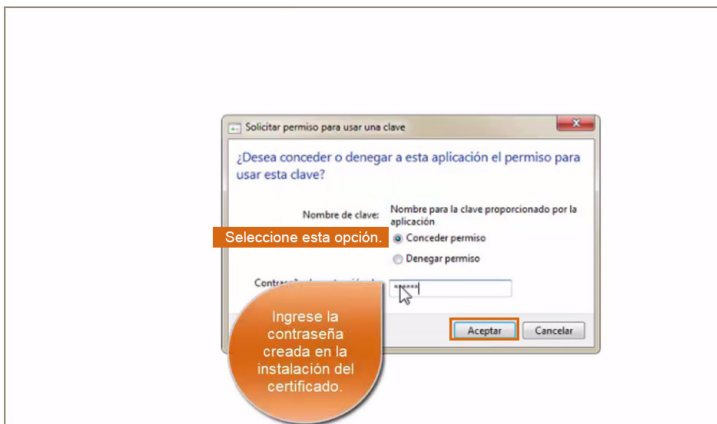 Solicitar permiso para usar una clave
¿Desea conceder o denegar a esta aplicación el permiso para
usar esta clave?
Nombre de clave:
Nombre para la clave proporcionado por la
aplicación
Seleccione esta opción.
Conceder permiso
Denegar permiso
******
Ingrese la
contraseña
creada en la
instalación del
certificado.
Aceptar
Cancelar